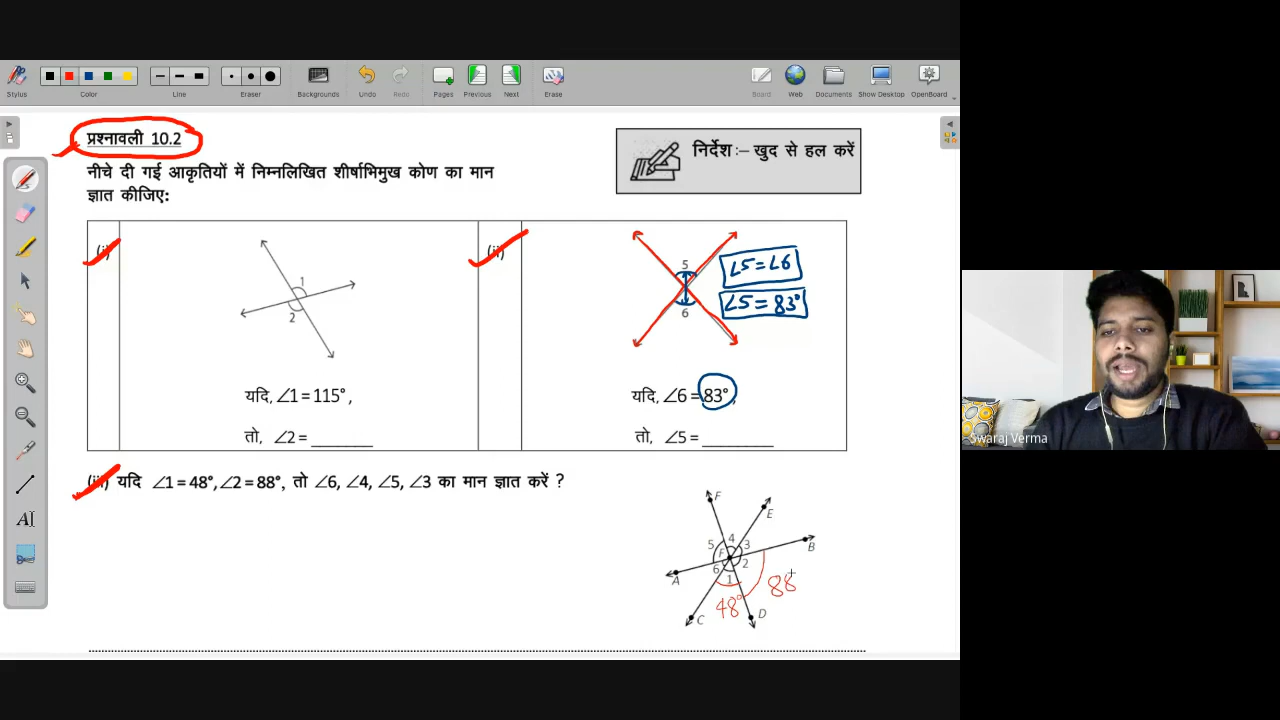 Stylus
Color
Line
Eraser
Backgrounds
Undo
Redo
Pages
Previous
Next
Erase
Board
Web
Documents
Show Desktop
OpenBoard
प्रश्नावली 10.2
निर्देश :– खुद से हल करें
नीचे दी गई आकृतियों में निम्नलिखित शीर्षाभिमुख कोण का मान
ज्ञात कीजिए:
(i)
1
2
यदि, ∠1 = 115°,
तो, ∠2 = _______
(ii)
5
6
∠5 = ∠6
∠5 = 83°
यदि, ∠6 = 83°,
तो, ∠5 = ________
(iii) यदि ∠1 = 48°, ∠2 = 88°, तो ∠6, ∠4, ∠5, ∠3 का मान ज्ञात करें ?
F
E
4
5
3
B
F
2
6
A
1
88
48°
C
D
Swaraj Verma